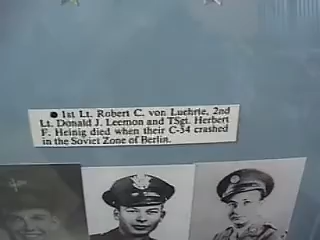 ● 1st Lt. Robert C. von Luehrte, 2nd
Lt. Donald J. Leemon and TSgt. Herbert
F. Heinig died when their C-54 crashed
in the Soviet Zone of Berlin.